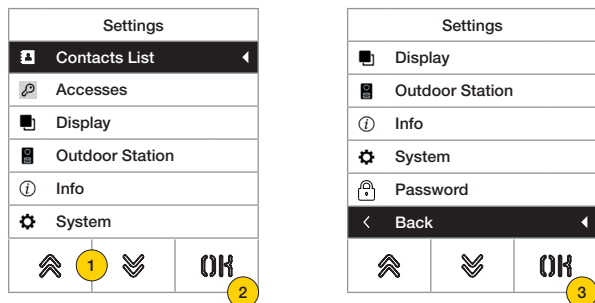 Settings
Contacts List
Accesses
Display
Outdoor Station
Info
System
1
OK
2
Settings
Display
Outdoor Station
Info
System
Password
Back
OK
3